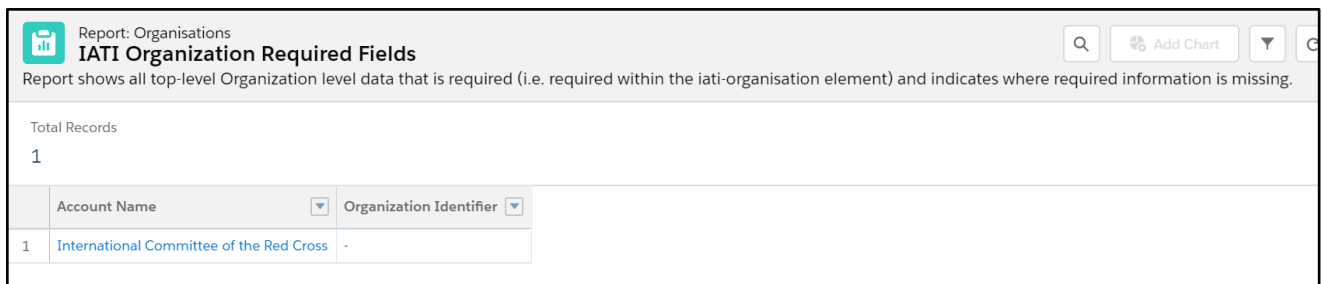 Report: Organisations
IATI Organization Required Fields
Add Chart
Report shows all top-level Organization level data that is required (i.e. required within the iati-organisation element) and indicates where required information is missing.
Total Records
1
Account Name Organization Identifier
1 International Committee of the Red Cross -